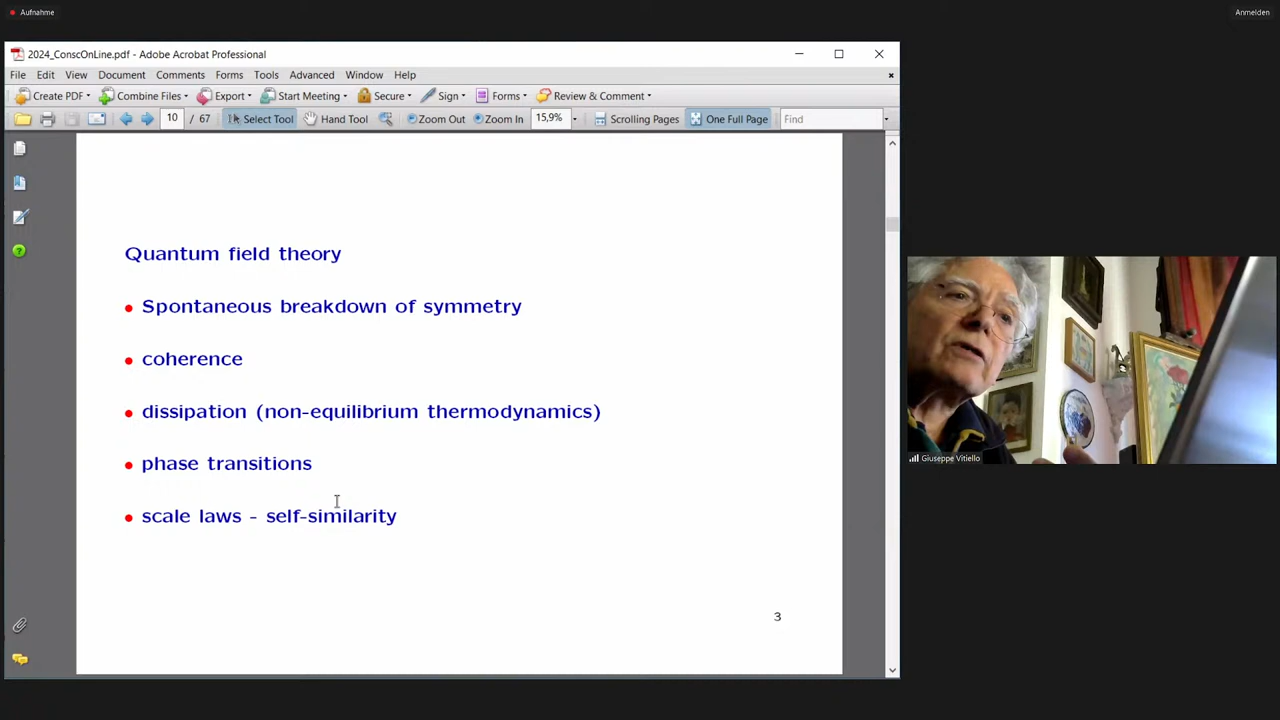 Aufnahme
Anmelden
2024_ConscOnLine.pdf - Adobe Acrobat Professional
File Edit View Document Comments Forms Tools Advanced Window Help
Create PDF Combine Files Export Start Meeting Secure Sign Forms Review & Comment
10 / 67 Select Tool Hand Tool Zoom Out Zoom In 15,9% Scrolling Pages One Full Page Find
Quantum field theory
• Spontaneous breakdown of symmetry
• coherence
• dissipation (non-equilibrium thermodynamics)
• phase transitions
• scale laws - self-similarity
3
Giuseppe Vitiello